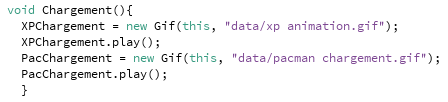 void Chargement(){
  XPChargement = new Gif(this, "data/xp animation.gif");
  XPChargement.play();
  PacChargement = new Gif(this, "data/pacman chargement.gif");
  PacChargement.play();
  }